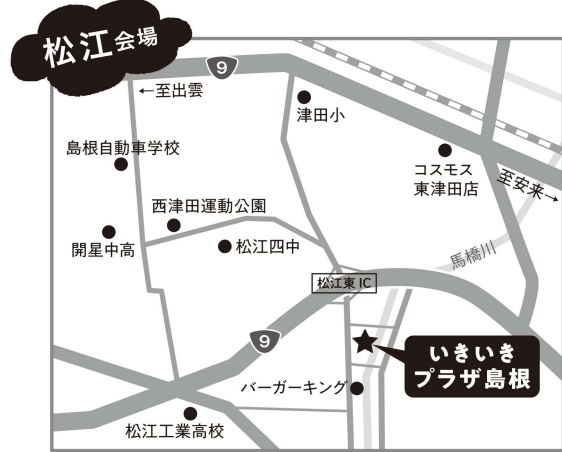 松江会場
9
←至出雲
津田小
島根自動車学校
コスモス
東津田店
至安来→
西津田運動公園
開星中高
松江四中
馬橋川
松江東IC
9
いきいき
プラザ島根
バーガーキング
松江工業高校